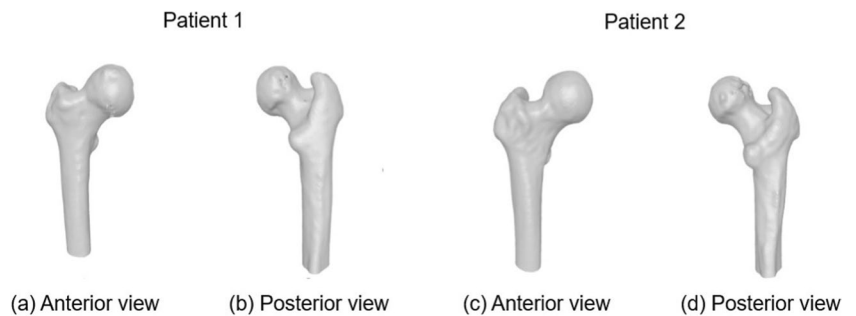 Patient 1
Patient 2
(a) Anterior view
(b) Posterior view
(c) Anterior view
(d) Posterior view